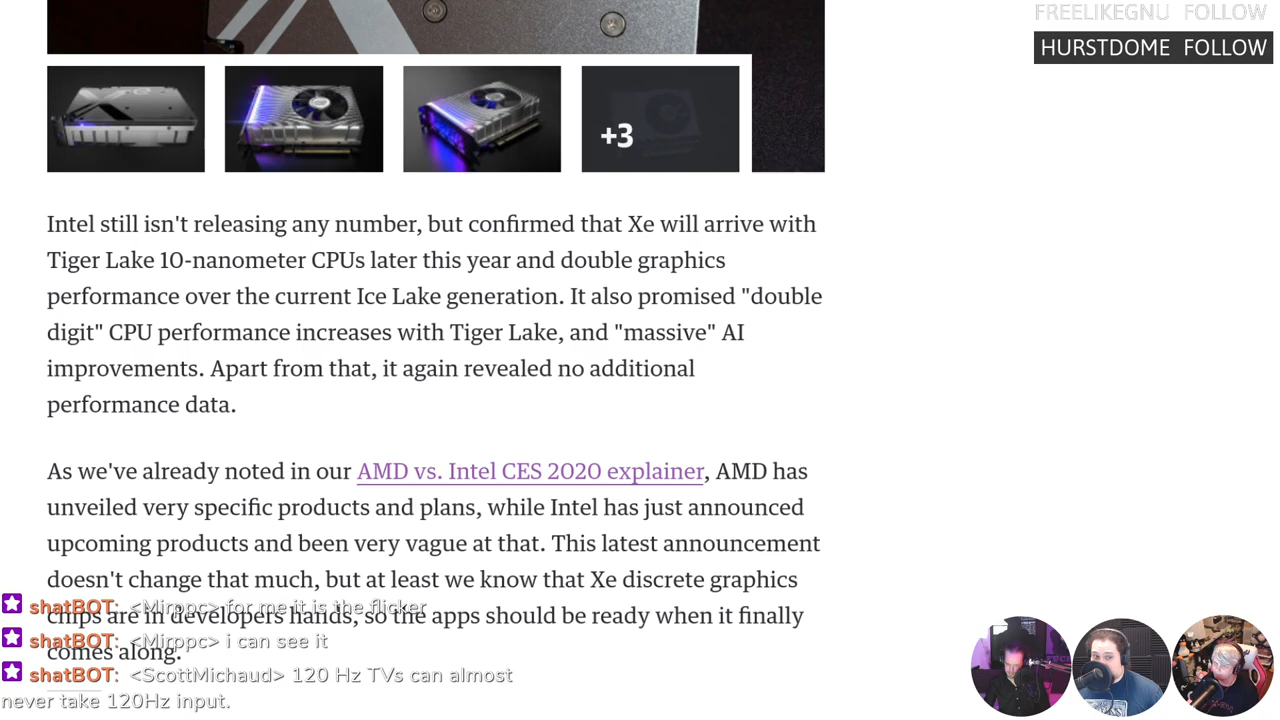 FREELIKEGNU FOLLOW
HURSTDOME FOLLOW
+3
Intel still isn't releasing any number, but confirmed that Xe will arrive with
Tiger Lake 10-nanometer CPUs later this year and double graphics
performance over the current Ice Lake generation. It also promised "double
digit" CPU performance increases with Tiger Lake, and "massive" AI
improvements. Apart from that, it again revealed no additional
performance data.
As we've already noted in our AMD vs. Intel CES 2020 explainer, AMD has
unveiled very specific products and plans, while Intel has just announced
upcoming products and been very vague at that. This latest announcement
doesn't change that much, but at least we know that Xe discrete graphics
chips are in developers hands, so the apps should be ready when it finally
comes along.
shatBOT: <Mirppc> for me it is the flicker
shatBOT: <Mirppc> i can see it
shatBOT: <ScottMichaud> 120 Hz TVs can almost
never take 120Hz input.